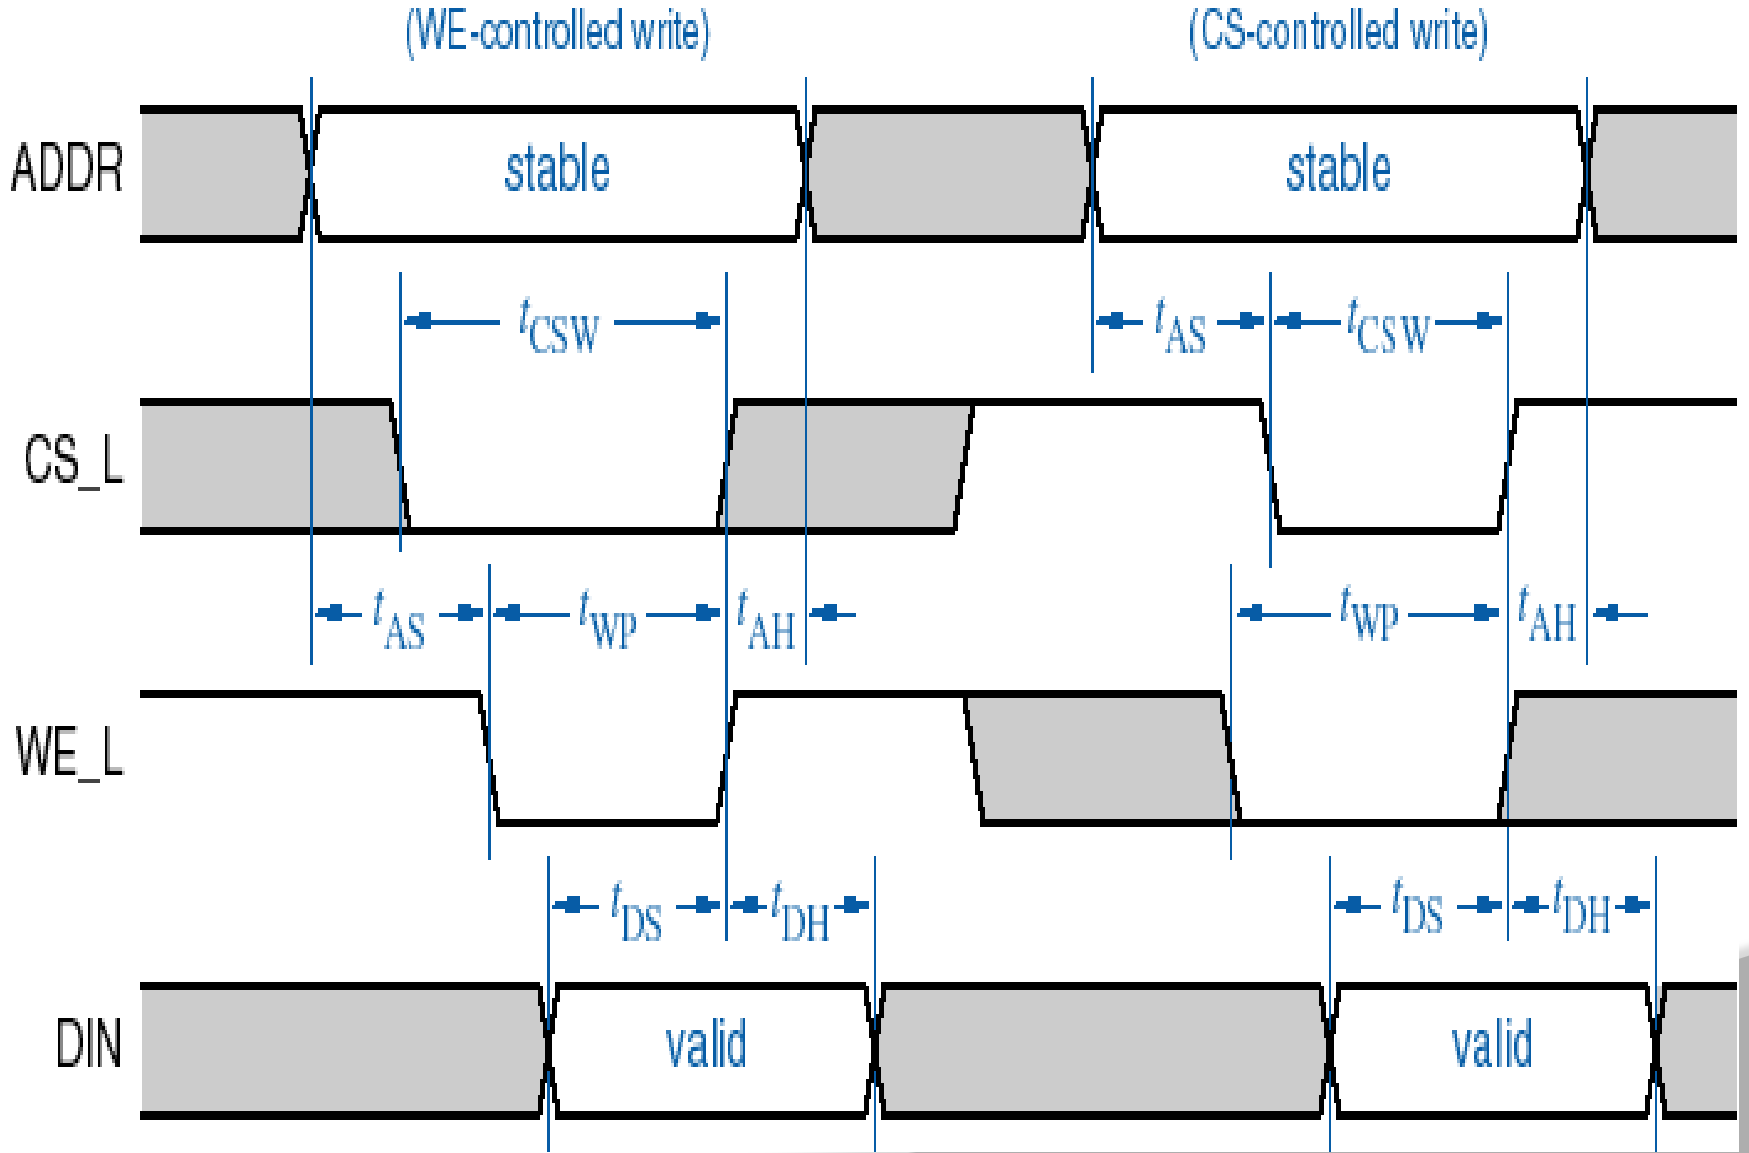 (WE-controlled write) (CS-controlled write)
ADDR stable stable
tCSW tAS tCSW
CS_L
tAS tWP tAH tWP tAH
WE_L
tDS tDH tDS tDH
DIN valid valid